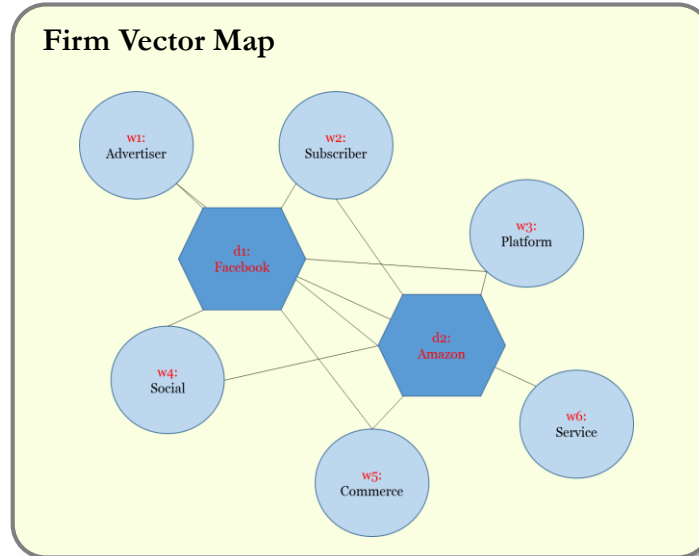 Firm Vector Map
w1:
Advertiser
w2:
Subscriber
w3:
Platform
d1:
Facebook
d2:
Amazon
w4:
Social
w6:
Service
w5:
Commerce